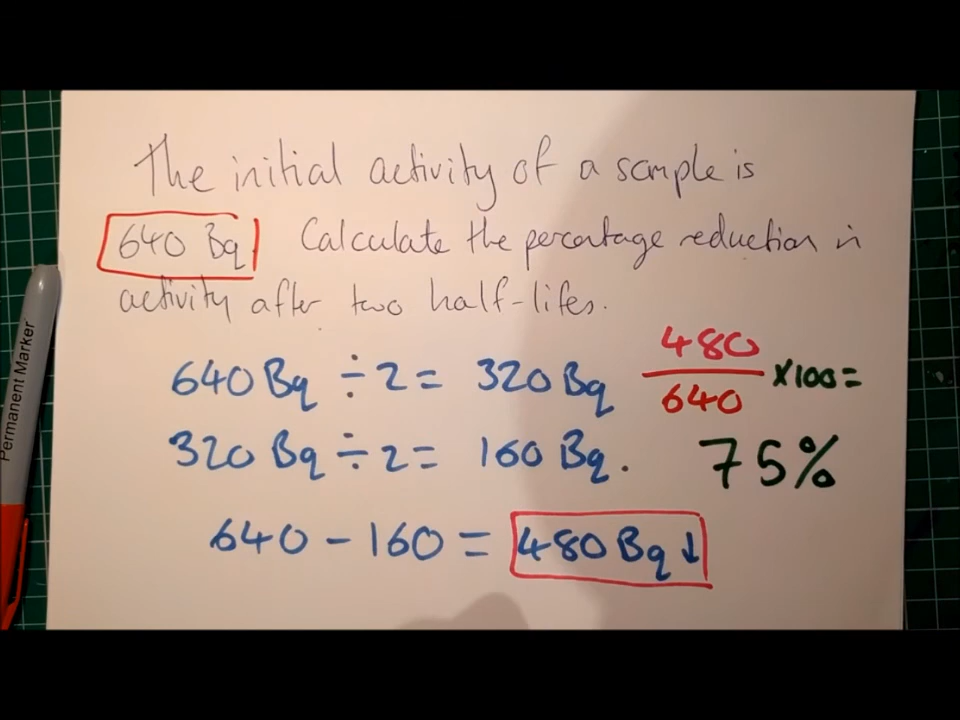 The initial activity of a sample is
640 Bq Calculate the percentage reduction in
activity after two half-lifes.
640 Bq ÷ 2 = 320 Bq
320 Bq ÷ 2 = 160 Bq.
640 - 160 = 480 Bq ↓
480
640
×100=
75%
Permanent Marker